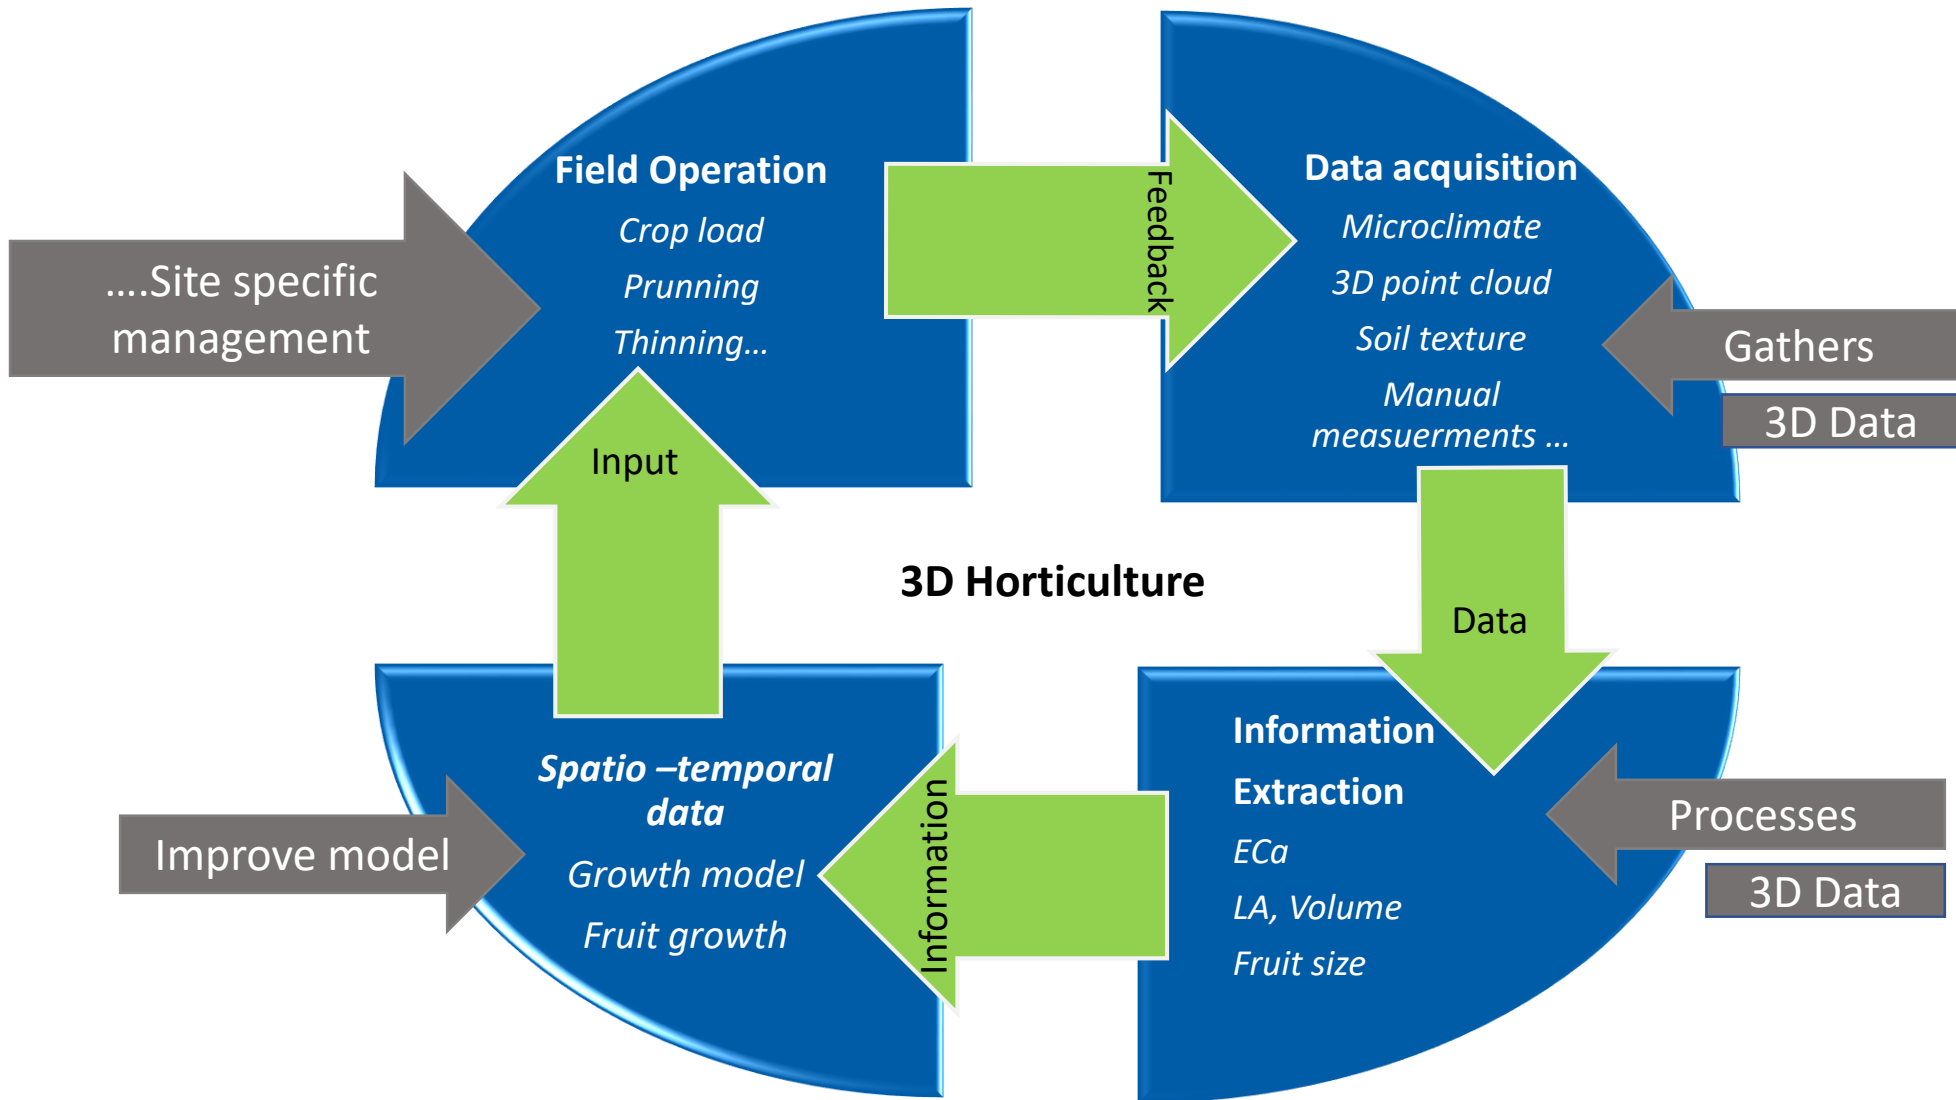 Field Operation
Crop load
Prunning
Thinning...
....Site specific
management
Feedback
Data acquisition
Microclimate
3D point cloud
Soil texture
Manual
measuerments ...
Gathers
3D Data
Input
3D Horticulture
Data
Spatio –temporal
data
Growth model
Fruit growth
Improve model
Information
Information
Extraction
ECa
LA, Volume
Fruit size
Processes
3D Data